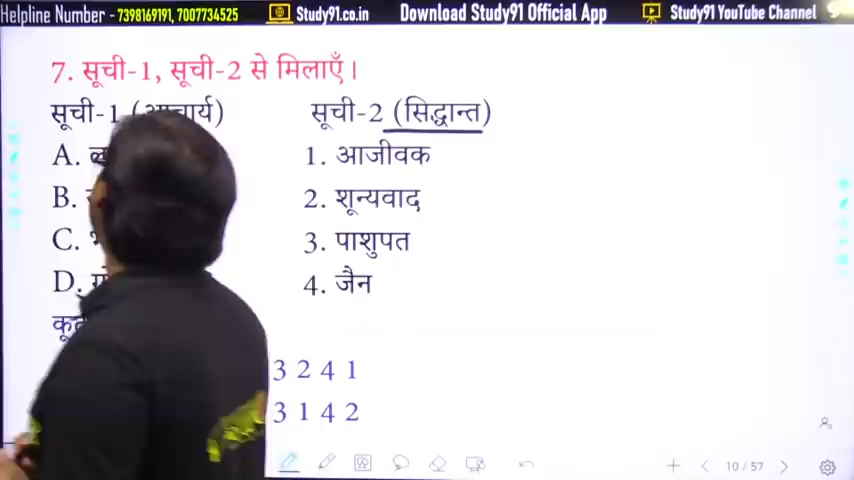 Helpline Number - 7398169191, 7007734525 Study91.co.in Download Study91 Official App Study91 YouTube Channel
7. सूची-1, सूची-2 से मिलाएँ।
सूची-1 सूची-2 (सिद्धान्त)
A. 1. आजीवक
B. 2. शून्यवाद
C. 3. पाशुपत
D. 4. जैन
3 2 4 1
3 1 4 2
10 / 57